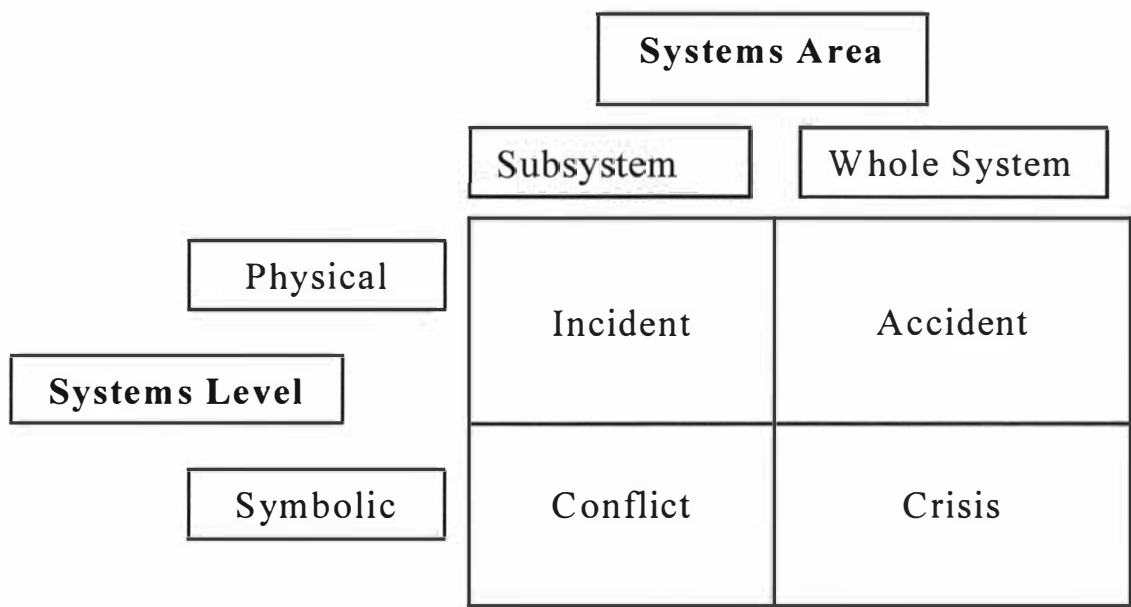 Systems Area
Subsystem
Whole System
Physical
Incident
Accident
Systems Level
Symbolic
Conflict
Crisis